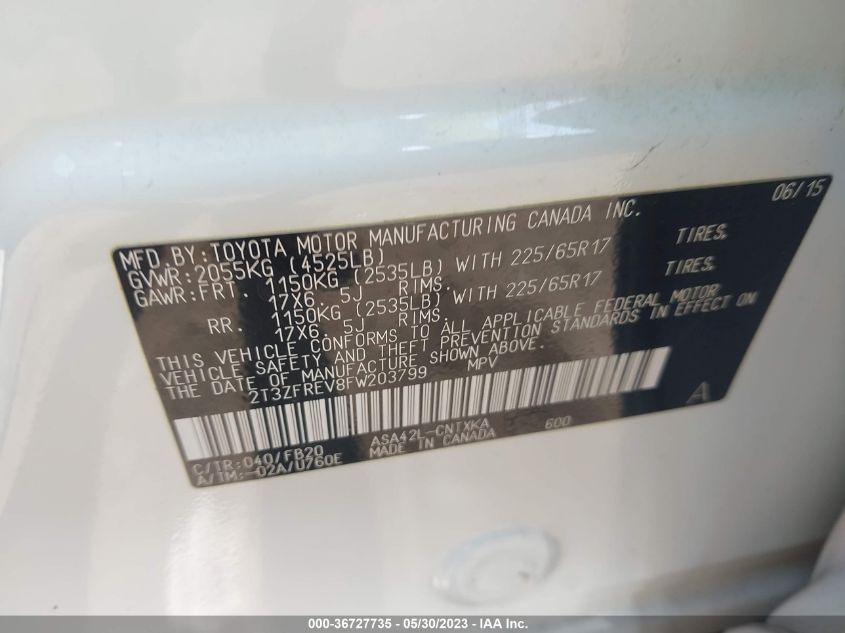 06/15
MFD. BY: TOYOTA MOTOR MANUFACTURING CANADA INC.
GVWR: 2055KG (4525LB)
GAWR: FRT. 1150KG (2535LB) WITH 225/65R17 TIRES,
17X6. 5J RIMS.
RR. 1150KG (2535LB) WITH 225/65R17 TIRES,
17X6. 5J RIMS.
THIS VEHICLE CONFORMS TO ALL APPLICABLE FEDERAL MOTOR
VEHICLE SAFETY AND THEFT PREVENTION STANDARDS IN EFFECT ON
THE DATE OF MANUFACTURE SHOWN ABOVE.
2T3ZFREV8FW203799 MPV
A
C/TR: 040/FB20 ASA42L-CNTXKA 600
A/TM: -02A/U760E MADE IN CANADA
000-36727735 - 05/30/2023 - IAA Inc.